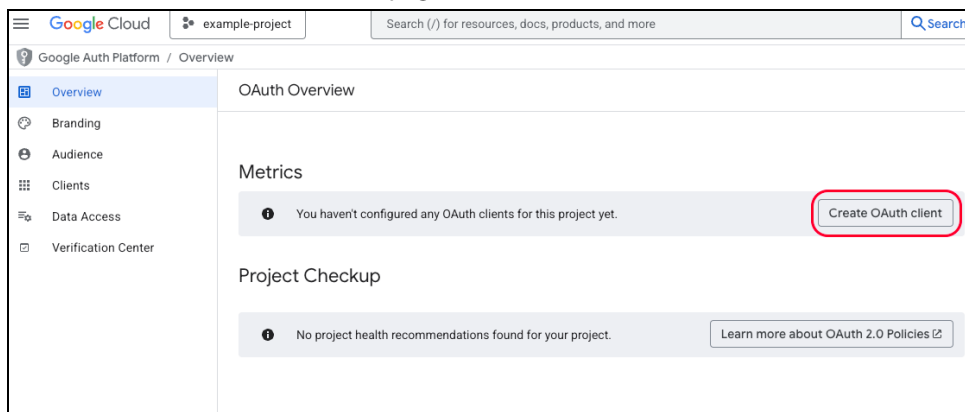 Google Cloud
example-project
Search (/) for resources, docs, products, and more
Search
Google Auth Platform / Overview
Overview
Branding
Audience
Clients
Data Access
Verification Center
OAuth Overview
Metrics
You haven't configured any OAuth clients for this project yet.
Create OAuth client
Project Checkup
No project health recommendations found for your project.
Learn more about OAuth 2.0 Policies